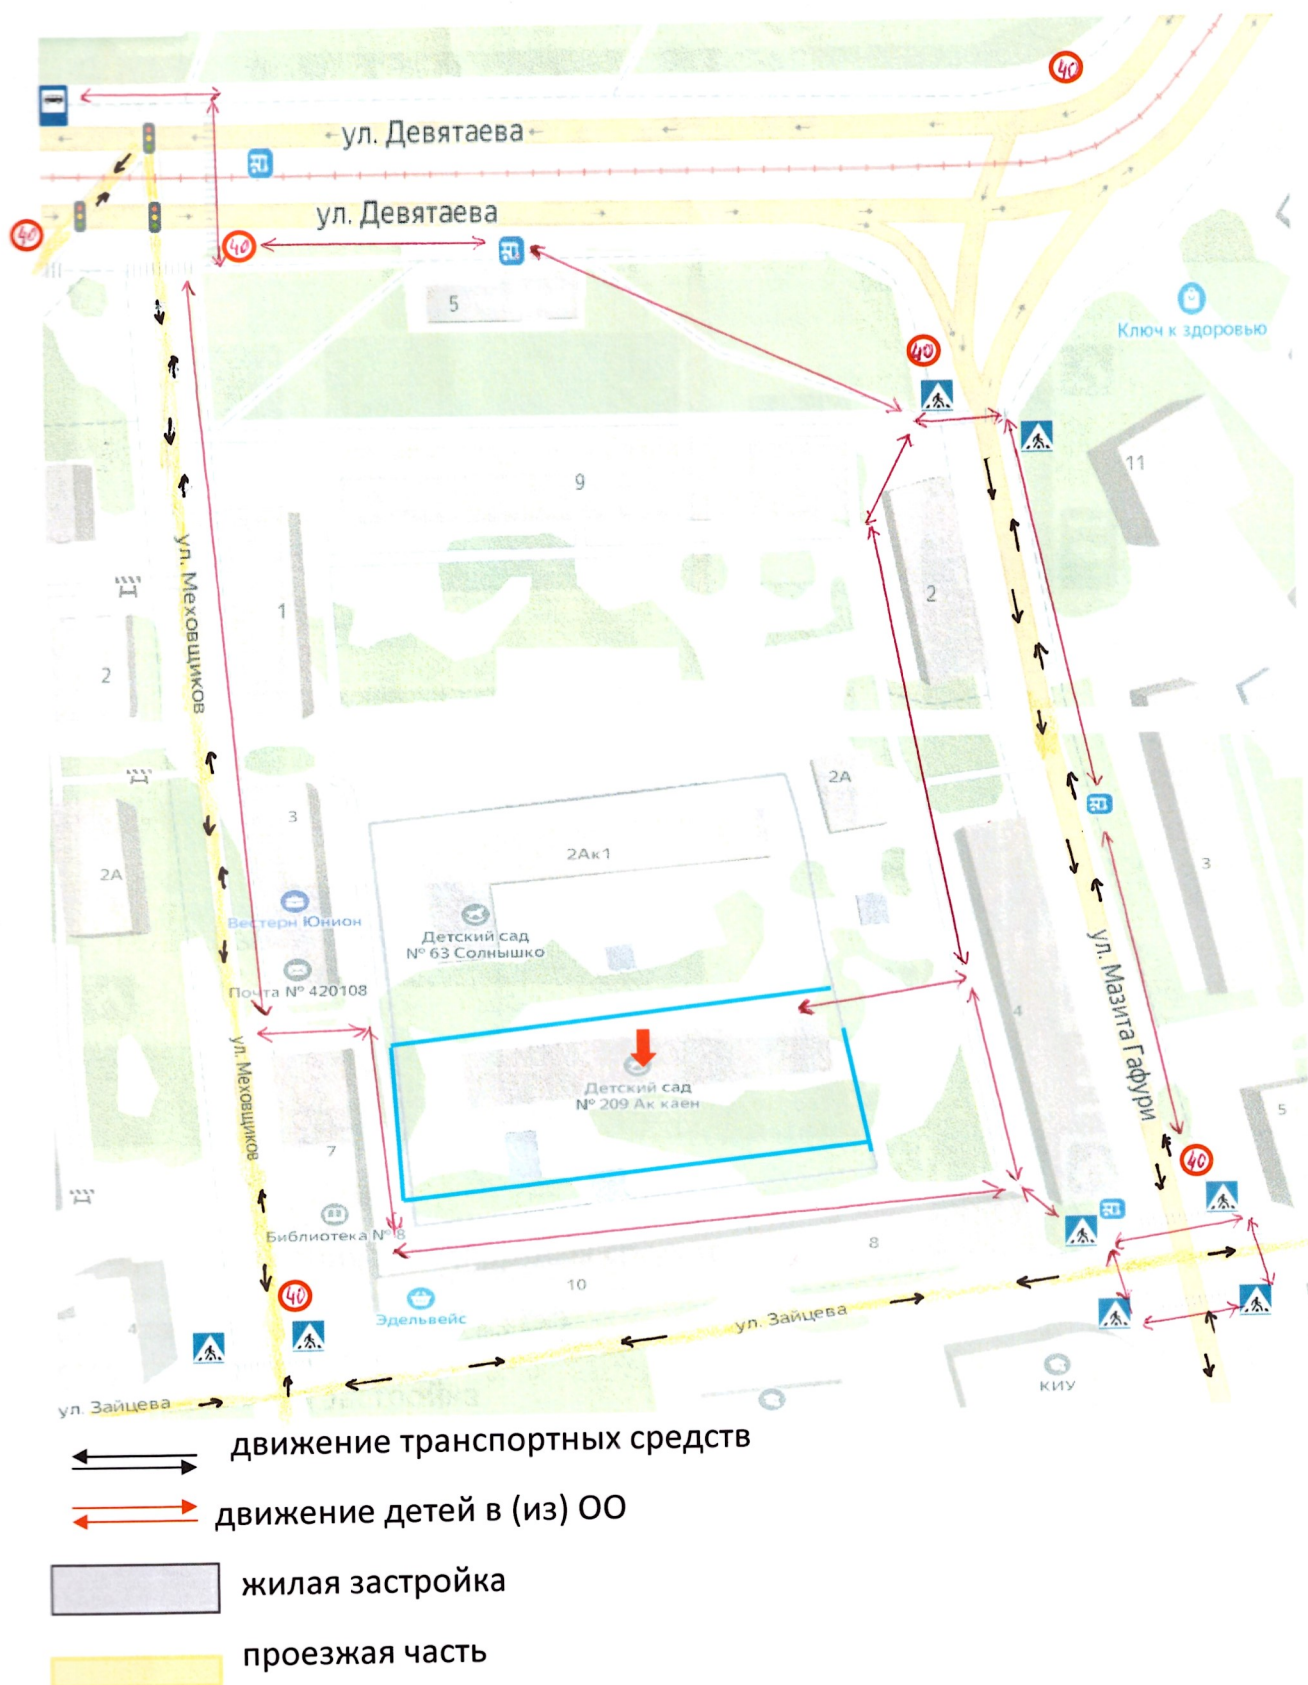 40
ул. Девятаева
ул. Девятаева
40
40
5
Ключ к здоровью
40
11
9
2
1
ул. Меховщиков
2
2А
3
2Ак1
2А
3
Вестерн Юнион
Детский сад
№ 63 Солнышко
Почта № 420108
4
ул. Мазита Гафури
ул. Меховщиков
Детский сад
№ 209 Ак каен
5
7
40
Библиотека № 8
8
10
40
Эдельвейс
4
ул. Зайцева
КИУ
ул. Зайцева
движение транспортных средств
движение детей в (из) ОО
жилая застройка
проезжая часть